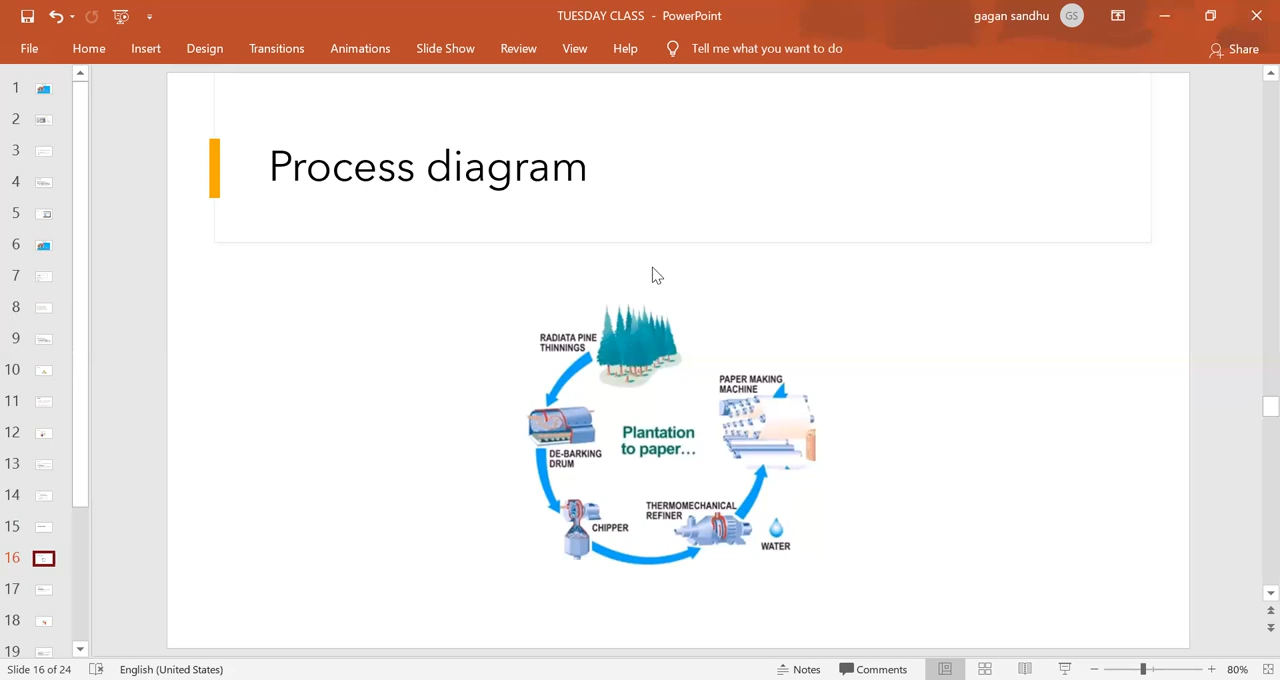 TUESDAY CLASS - PowerPoint
gagan sandhu
GS
File Home Insert Design Transitions Animations Slide Show Review View Help Tell me what you want to do
Share
1
2
3
4
5
6
7
8
9
10
11
12
13
14
15
16
17
18
19
Process diagram
RADIATA PINE
THINNINGS
PAPER MAKING
MACHINE
Plantation
to paper...
DE-BARKING
DRUM
THERMOMECHANICAL
REFINER
CHIPPER
WATER
Slide 16 of 24 English (United States) Notes Comments 80%